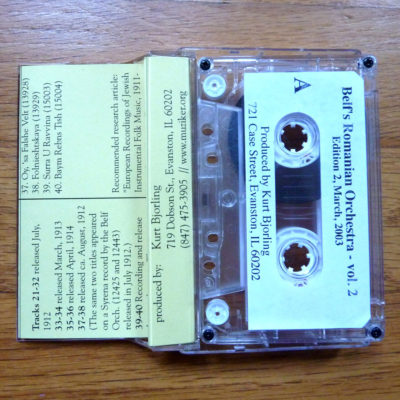 37. Oy, 'sa Falshe Velt (13928)
38. Fidnieshnskaya (13929)
39. Surra U Ravvina (15003)
40. Baym Rebns Tish (15004)
Recommended research article:
"European Recordings of Jewish
Instrumental Folk Music, 1911-
Tracks 21-32 released July,
1912
33-34 released March, 1913
35-36 released April, 1914
37-38 released ca. August, 1912
(The same two titles appeared
on a Syrena record by the Belf
Orch. (12425 and 12443)
released in July 1912.)
39-40 Recording and release
produced by: Kurt Bjorling
719 Dobson St., Evanston, IL 60202
(847) 475-3905 // www.muziker.org
A
Belf's Romanian Orchestra - vol. 2
Edition 2, March, 2003
Produced by Kurt Bjorling
721 Case Street, Evanston, IL 60202